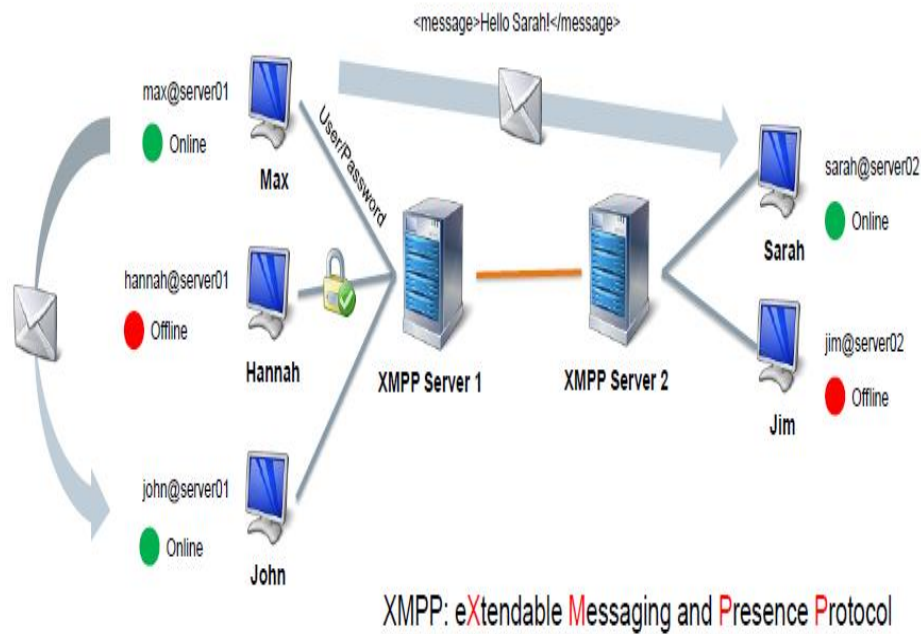 <message>Hello Sarah!</message>
max@server01
Online
Max
User/Password
sarah@server02
Online
Sarah
hannah@server01
Offline
Hannah
XMPP Server 1
XMPP Server 2
jim@server02
Offline
Jim
john@server01
Online
John
XMPP: eXtendable Messaging and Presence Protocol